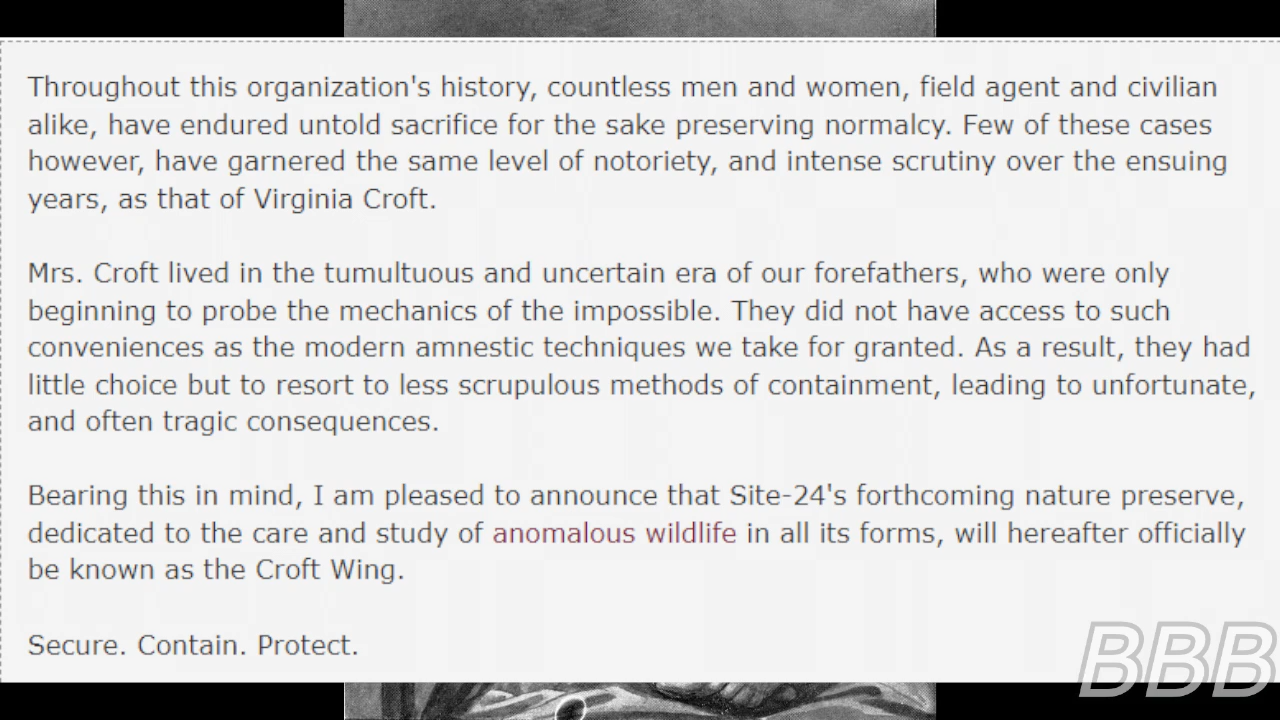 Throughout this organization's history, countless men and women, field agent and civilian
alike, have endured untold sacrifice for the sake preserving normalcy. Few of these cases
however, have garnered the same level of notoriety, and intense scrutiny over the ensuing
years, as that of Virginia Croft.
Mrs. Croft lived in the tumultuous and uncertain era of our forefathers, who were only
beginning to probe the mechanics of the impossible. They did not have access to such
conveniences as the modern amnestic techniques we take for granted. As a result, they had
little choice but to resort to less scrupulous methods of containment, leading to unfortunate,
and often tragic consequences.
Bearing this in mind, I am pleased to announce that Site-24's forthcoming nature preserve,
dedicated to the care and study of anomalous wildlife in all its forms, will hereafter officially
be known as the Croft Wing.
Secure. Contain. Protect.
BBB